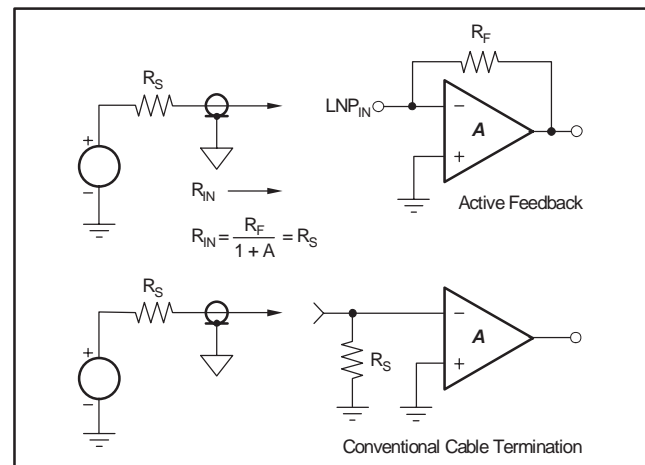 R_F
R_S
LNP_IN
+
−
−
A
+
R_IN
Active Feedback
R_IN = R_F / 1 + A = R_S
R_S
+
−
−
A
R_S
+
Conventional Cable Termination